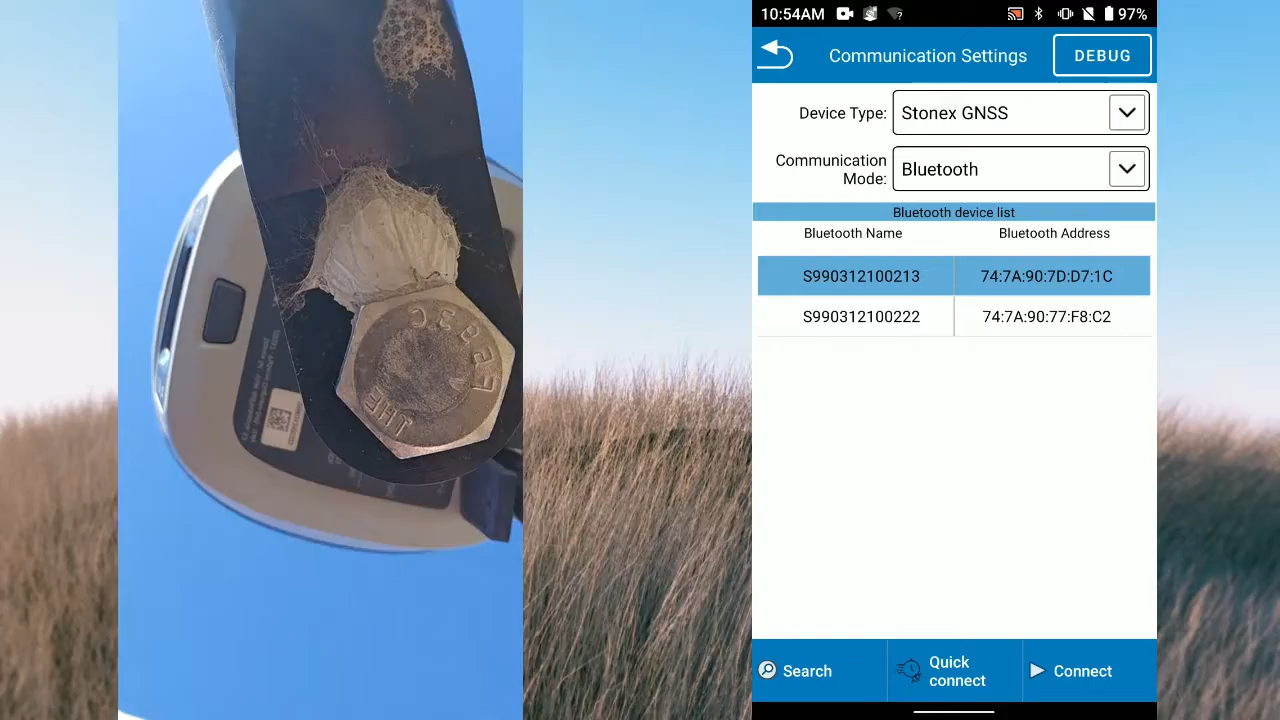 10:54AM
97%
Communication Settings
DEBUG
Device Type:
Stonex GNSS
Communication
Mode:
Bluetooth
Bluetooth device list
Bluetooth Name
Bluetooth Address
S990312100213
74:7A:90:7D:D7:1C
S990312100222
74:7A:90:77:F8:C2
Search
Quick
connect
Connect
THE